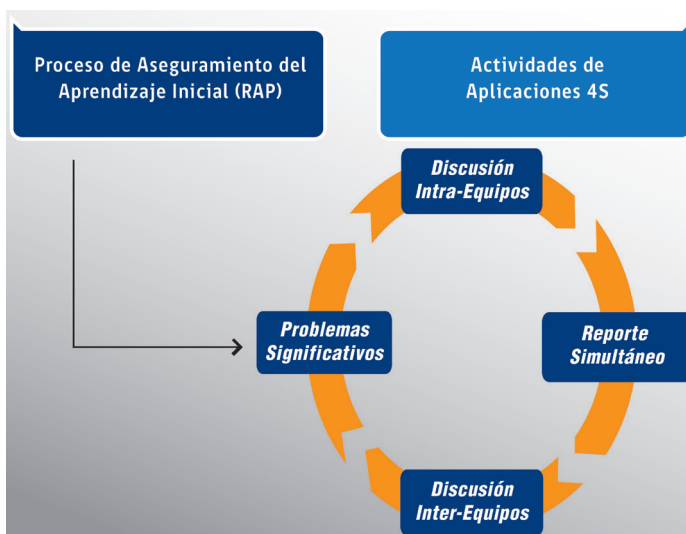 Proceso de Aseguramiento del
Aprendizaje Inicial (RAP)
Actividades de
Aplicaciones 4S
Discusión
Intra-Equipos
Problemas
Significativos
Reporte
Simultáneo
Discusión
Inter-Equipos